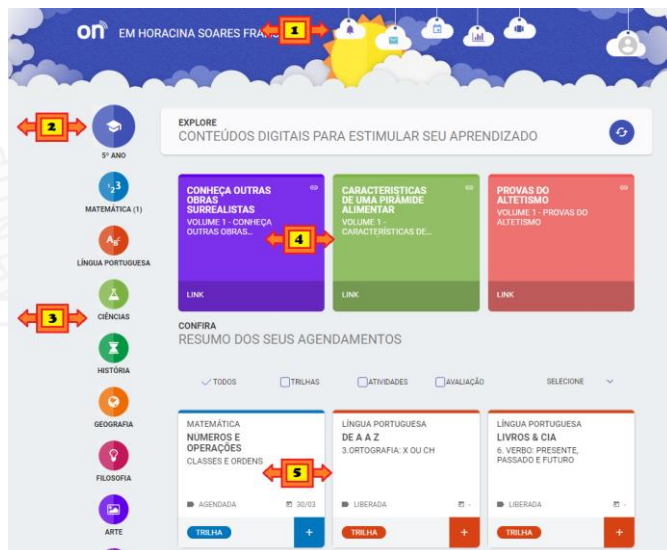 on EM HORACINA SOARES FRAN
1
2
5º ANO
1 2 3
MATEMÁTICA (1)
LÍNGUA PORTUGUESA
3
CIÊNCIAS
HISTÓRIA
GEOGRAFIA
FILOSOFIA
ARTE
EXPLORE
CONTEÚDOS DIGITAIS PARA ESTIMULAR SEU APRENDIZADO
CONHEÇA OUTRAS
OBRAS
SURREALISTAS
VOLUME 1 - CONHEÇA
OUTRAS OBRAS...
LINK
4
CARACTERÍSTICAS
DE UMA PIRÂMIDE
ALIMENTAR
VOLUME 1 -
CARACTERÍSTICAS DE...
LINK
PROVAS DO
ALTETISMO
VOLUME 1 - PROVAS DO
ALTETISMO
LINK
CONFIRA
RESUMO DOS SEUS AGENDAMENTOS
TODOS TRILHAS ATIVIDADES AVALIAÇÃO SELECIONE
MATEMÁTICA
NUMEROS E
OPERAÇÕES
CLASSES E ORDENS
AGENDADA 30/03
TRILHA +
5
LÍNGUA PORTUGUESA
DE A A Z
3.ORTOGRAFIA: X OU CH
LIBERADA -
TRILHA +
LÍNGUA PORTUGUESA
LIVROS & CIA
6. VERBO: PRESENTE,
PASSADO E FUTURO
LIBERADA -
TRILHA +